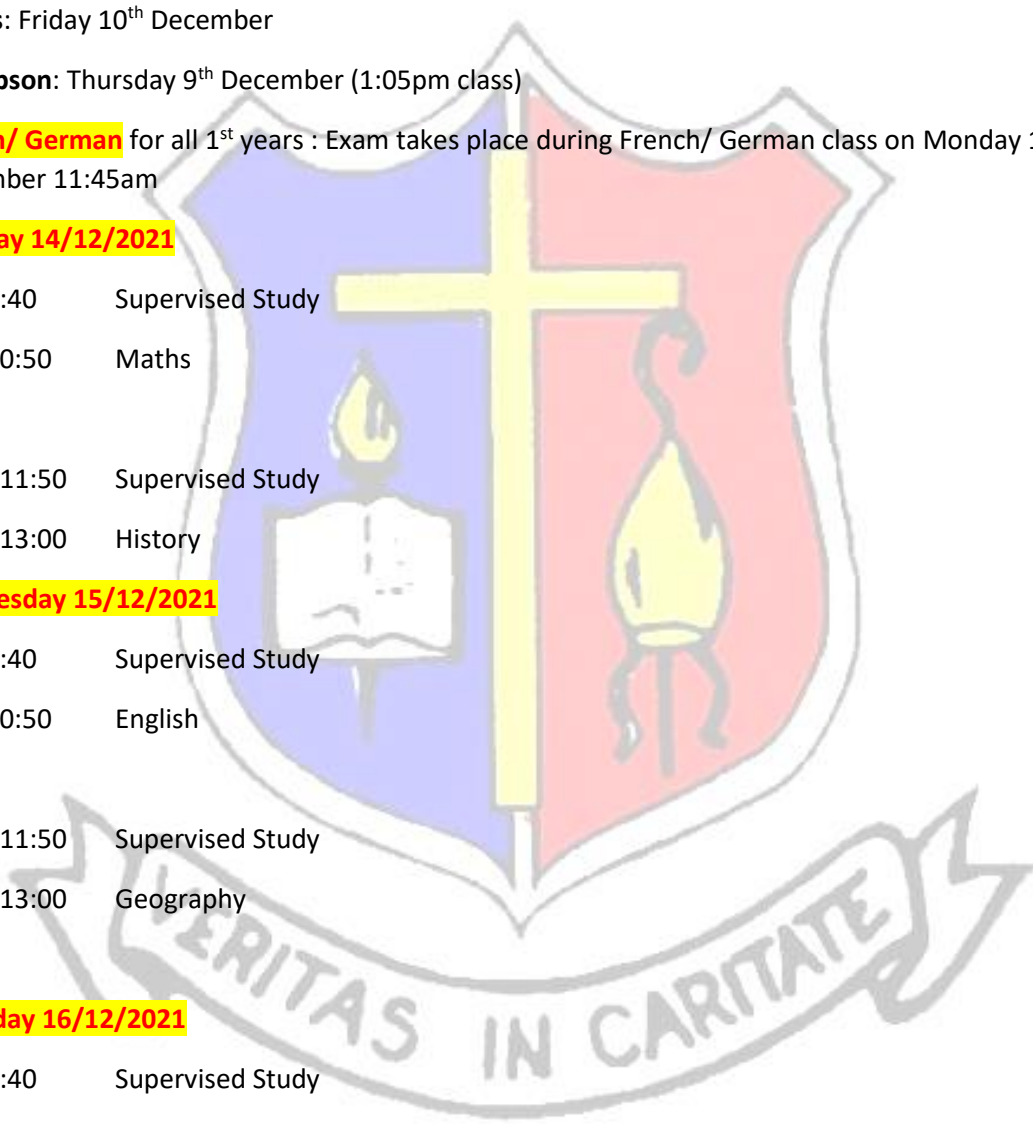 s: Friday 10th December
bson: Thursday 9th December (1:05pm class)
h/ German for all 1st years : Exam takes place during French/ German class on Monday 1
mber 11:45am
ay 14/12/2021
:40 Supervised Study
0:50 Maths
11:50 Supervised Study
13:00 History
esday 15/12/2021
:40 Supervised Study
0:50 English
11:50 Supervised Study
13:00 Geography
day 16/12/2021
:40 Supervised Study
VERITAS IN CARITATE